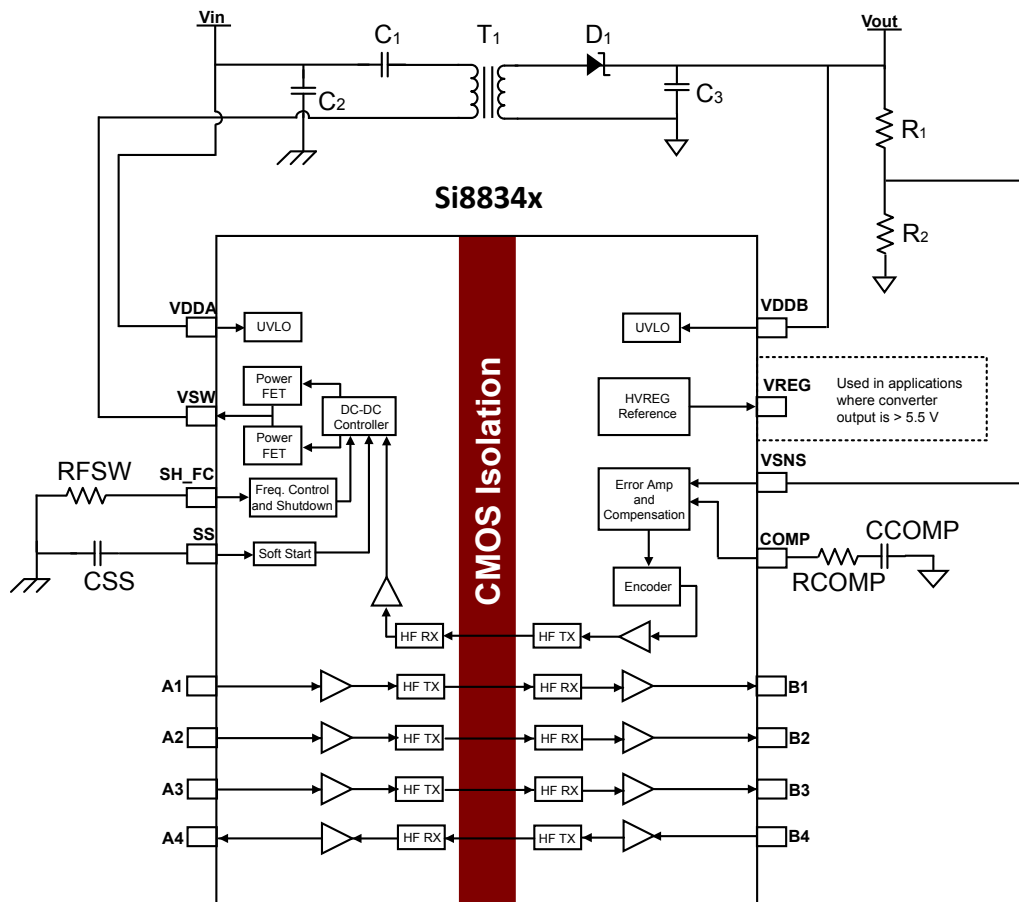 Vin
Vout
C1
T1
D1
C2
C3
R1
R2
Si8834x
VDDA
UVLO
UVLO
VDDB
VSW
Power
FET
DC-DC
Controller
Power
FET
HVREG
Reference
VREG
Used in applications
where converter
output is > 5.5 V
RFSW
SH_FC
Freq. Control
and Shutdown
Error Amp
and
Compensation
VSNS
SS
Soft Start
CSS
COMP
CCOMP
RCOMP
Encoder
CMOS Isolation
HF RX
HF TX
A1
HF TX
HF RX
B1
A2
HF TX
HF RX
B2
A3
HF TX
HF RX
B3
A4
HF RX
HF TX
B4